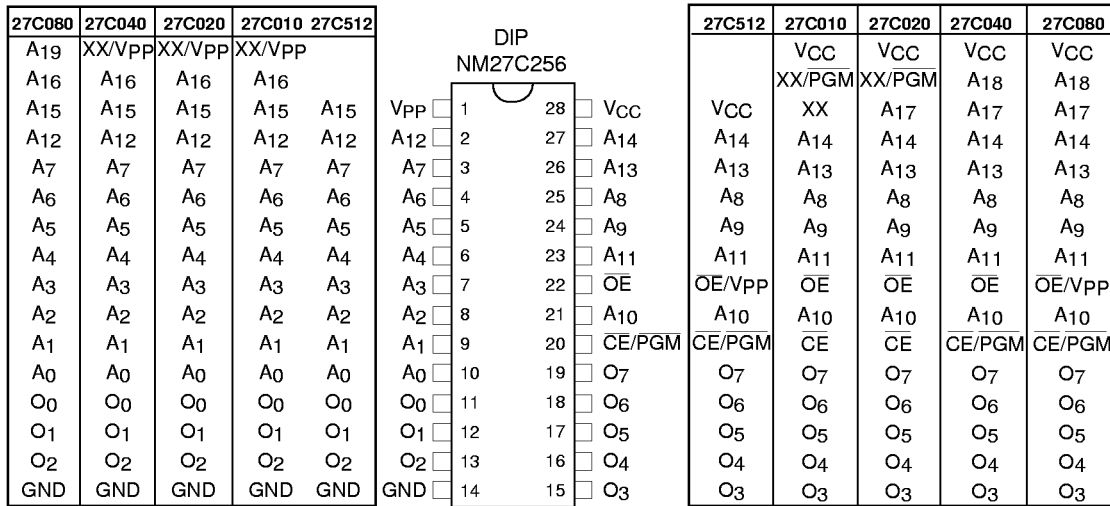 27C080 27C040 27C020 27C010 27C512 DIP 27C512 27C010 27C020 27C040 27C080
A19 XX/VPP XX/VPP XX/VPP NM27C256 VCC VCC VCC VCC
A16 A16 A16 A16 XX/PGM XX/PGM A18 A18
A15 A15 A15 A15 A15 VPP 1 28 VCC VCC XX A17 A17 A17
A12 A12 A12 A12 A12 A12 2 27 A14 A14 A14 A14 A14 A14
A7 A7 A7 A7 A7 A7 3 26 A13 A13 A13 A13 A13 A13
A6 A6 A6 A6 A6 A6 4 25 A8 A8 A8 A8 A8 A8
A5 A5 A5 A5 A5 A5 5 24 A9 A9 A9 A9 A9 A9
A4 A4 A4 A4 A4 A4 6 23 A11 A11 A11 A11 A11 A11
A3 A3 A3 A3 A3 A3 7 22 OE OE/VPP OE OE OE OE/VPP
A2 A2 A2 A2 A2 A2 8 21 A10 A10 A10 A10 A10 A10
A1 A1 A1 A1 A1 A1 9 20 CE/PGM CE/PGM CE CE CE/PGM CE/PGM
A0 A0 A0 A0 A0 A0 10 19 O7 O7 O7 O7 O7 O7
O0 O0 O0 O0 O0 O0 11 18 O6 O6 O6 O6 O6 O6
O1 O1 O1 O1 O1 O1 12 17 O5 O5 O5 O5 O5 O5
O2 O2 O2 O2 O2 O2 13 16 O4 O4 O4 O4 O4 O4
GND GND GND GND GND GND 14 15 O3 O3 O3 O3 O3 O3